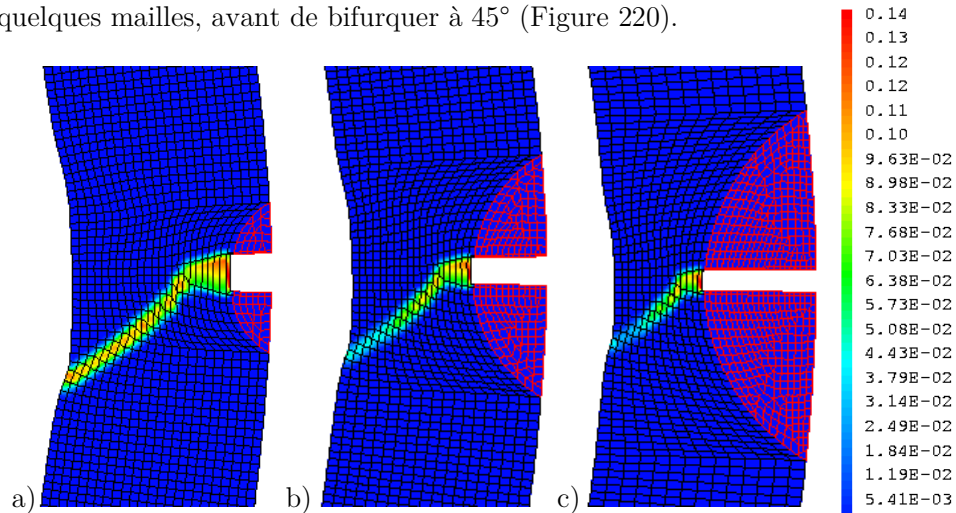 quelques mailles, avant de bifurquer à 45° (Figure 220).
0.14
0.13
0.12
0.12
0.11
0.10
9.63E-02
8.98E-02
8.33E-02
7.68E-02
7.03E-02
6.38E-02
5.73E-02
5.08E-02
4.43E-02
3.79E-02
3.14E-02
2.49E-02
1.84E-02
1.19E-02
5.41E-03
a)
b)
c)